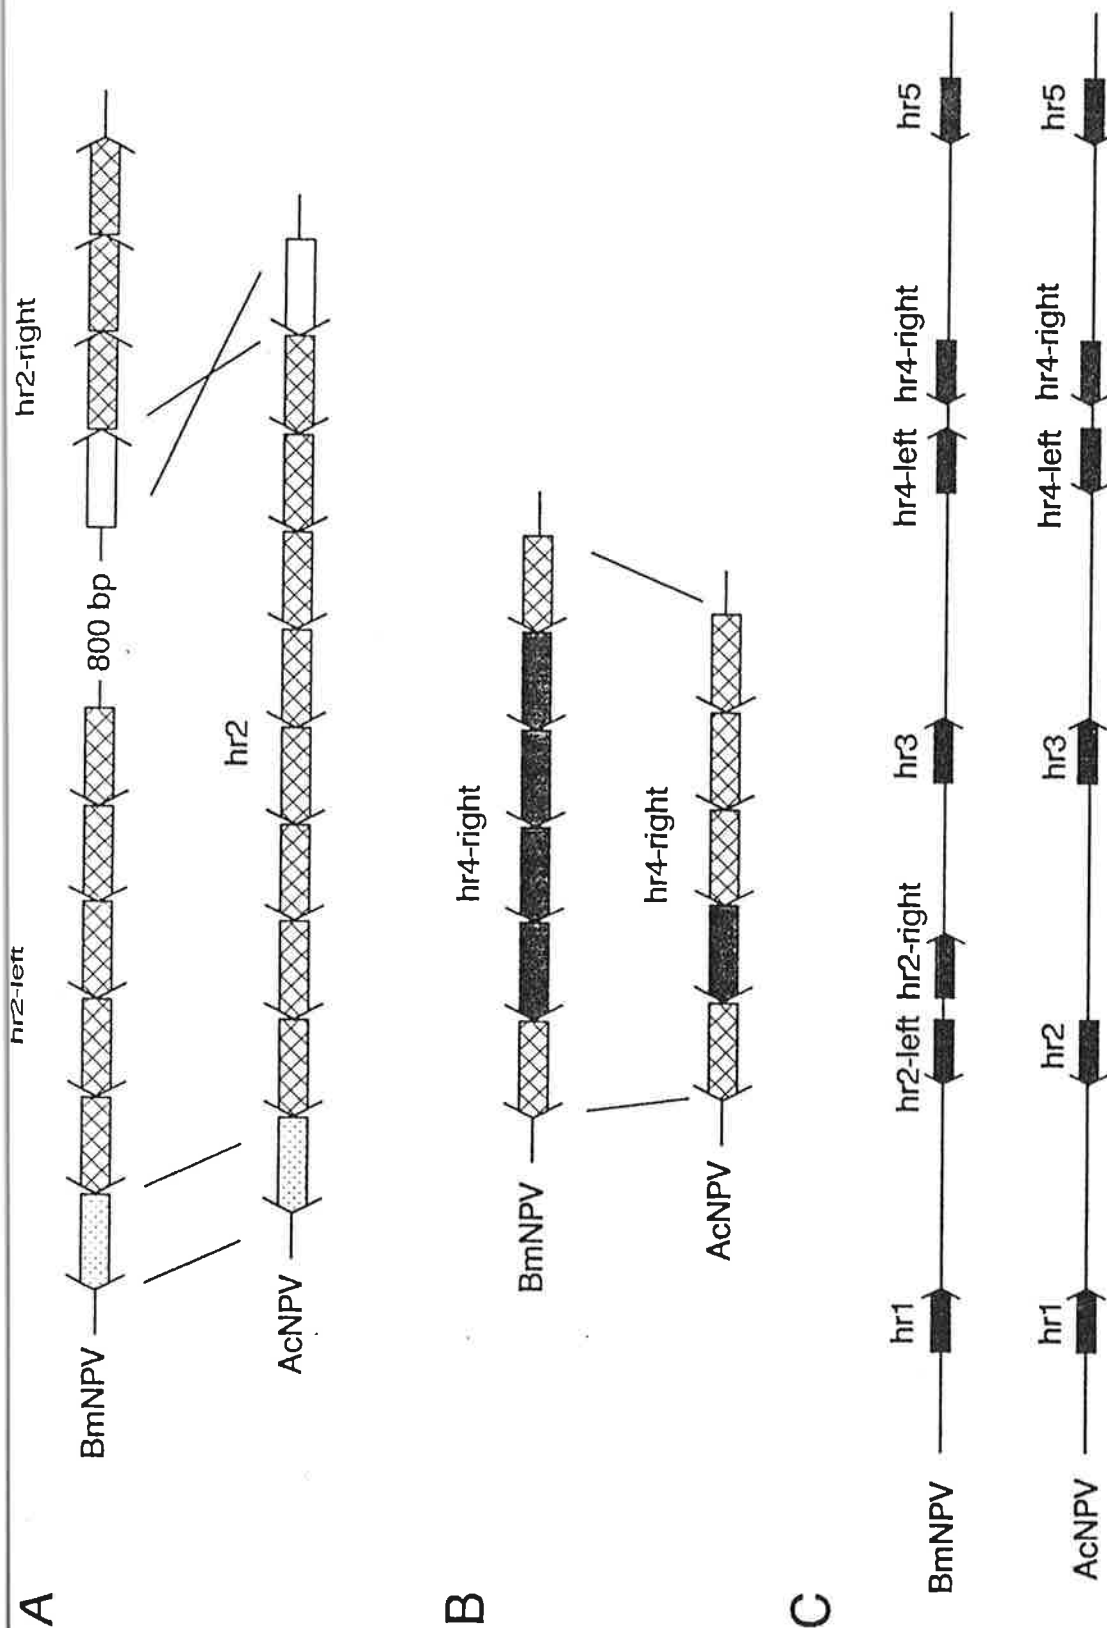 A
hr2-left
hr2-right
BmNPV
800 bp
hr2
AcNPV
B
hr4-right
BmNPV
hr4-right
AcNPV
C
hr1
hr2-left hr2-right
hr3
hr4-left hr4-right
hr5
BmNPV
hr1
hr2
hr3
hr4-left hr4-right
hr5
AcNPV